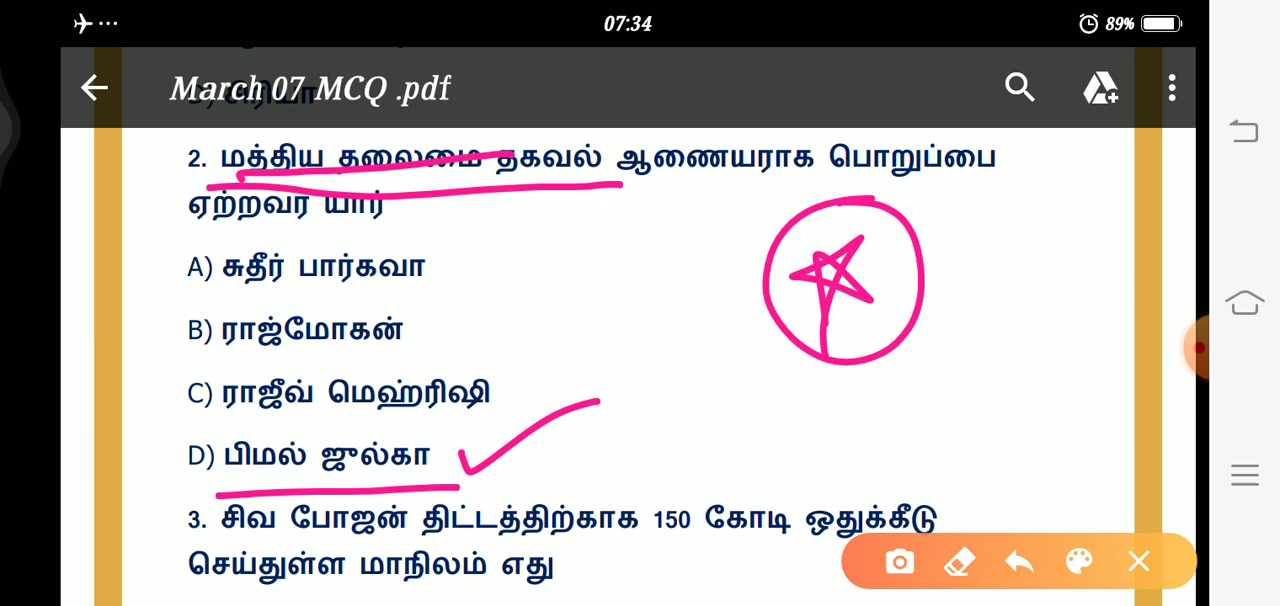 07:34
89%
March 07 MCQ .pdf
2. மத்திய தலைமை தகவல் ஆணையராக பொறுப்பை
ஏற்றவர் யார்
A) சுதீர் பார்கவா
B) ராஜ்மோகன்
C) ராஜீவ் மெஹ்ரிஷி
D) பிமல் ஜுல்கா
3. சிவ போஜன் திட்டத்திற்காக 150 கோடி ஒதுக்கீடு
செய்துள்ள மாநிலம் எது